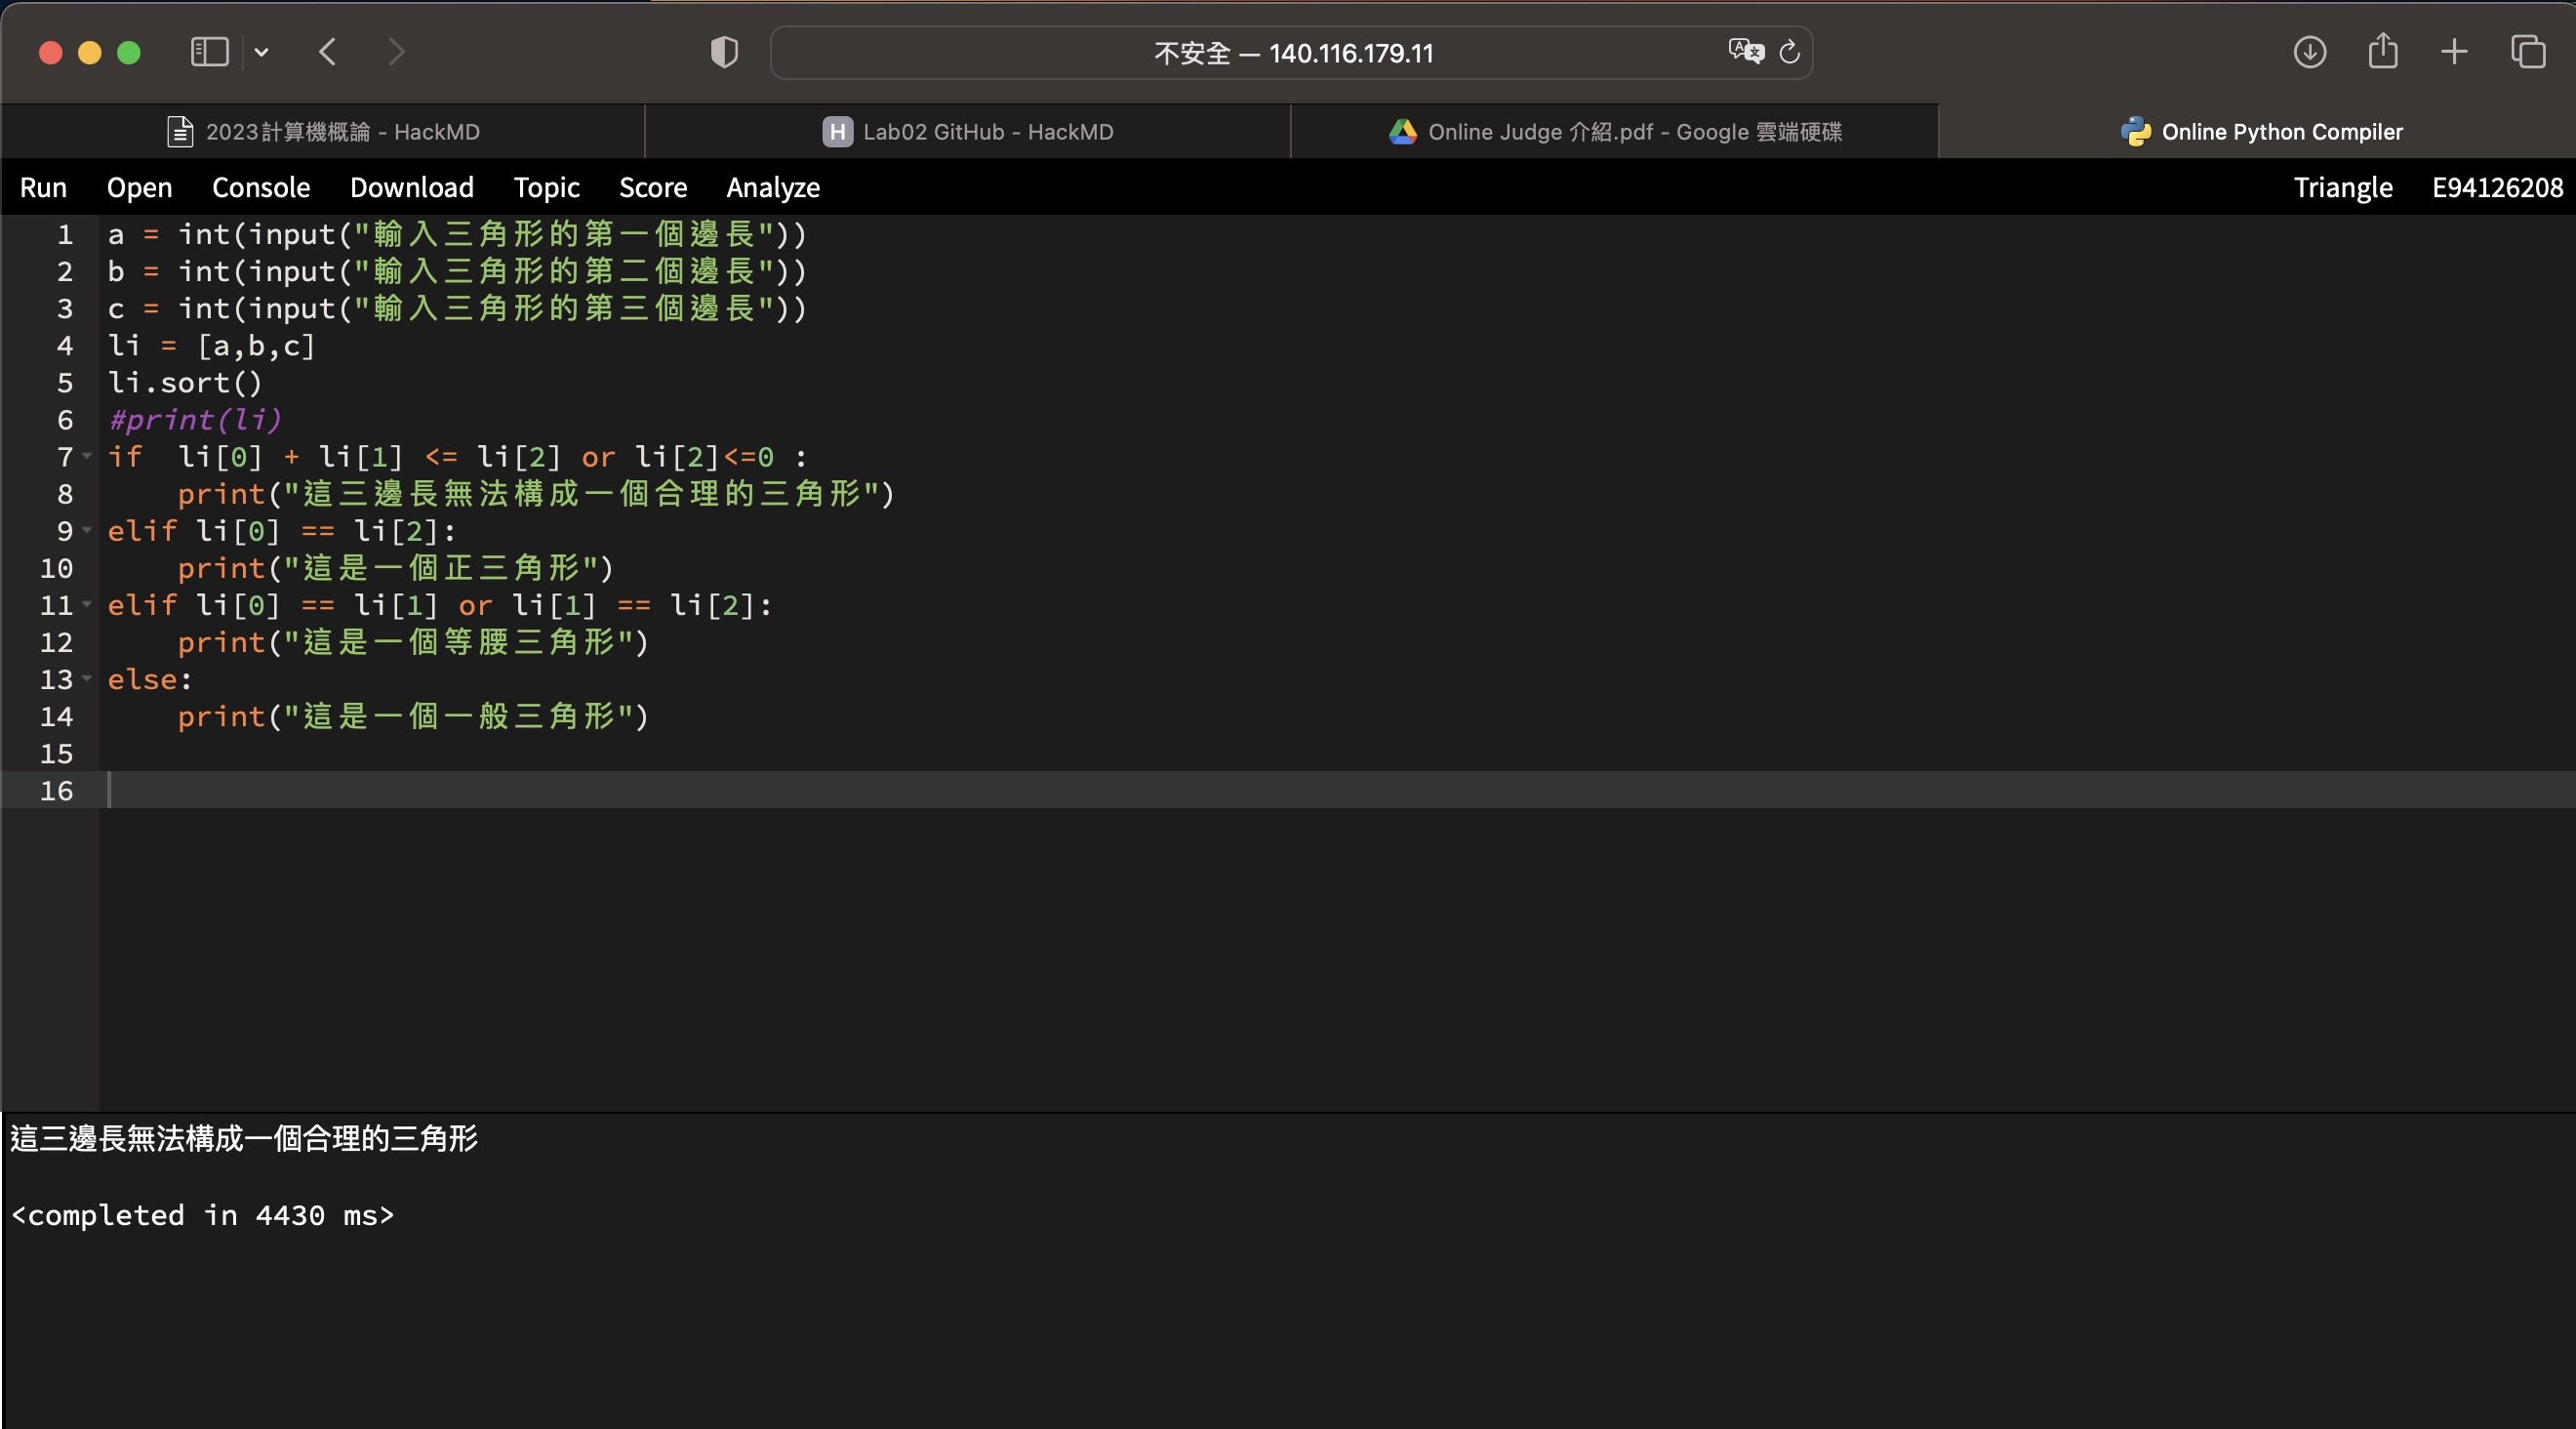 不安全 — 140.116.179.11
2023計算機概論 - HackMD
H Lab02 GitHub - HackMD
Online Judge 介紹.pdf - Google 雲端硬碟
Online Python Compiler
Run Open Console Download Topic Score Analyze Triangle E94126208
1 a = int(input("輸入三角形的第一個邊長"))
2 b = int(input("輸入三角形的第二個邊長"))
3 c = int(input("輸入三角形的第三個邊長"))
4 li = [a,b,c]
5 li.sort()
6 #print(li)
7 if  li[0] + li[1] <= li[2] or li[2]<=0 :
8     print("這三邊長無法構成一個合理的三角形")
9 elif li[0] == li[2]:
10     print("這是一個正三角形")
11 elif li[0] == li[1] or li[1] == li[2]:
12     print("這是一個等腰三角形")
13 else:
14     print("這是一個一般三角形")
15
16
這三邊長無法構成一個合理的三角形
<completed in 4430 ms>